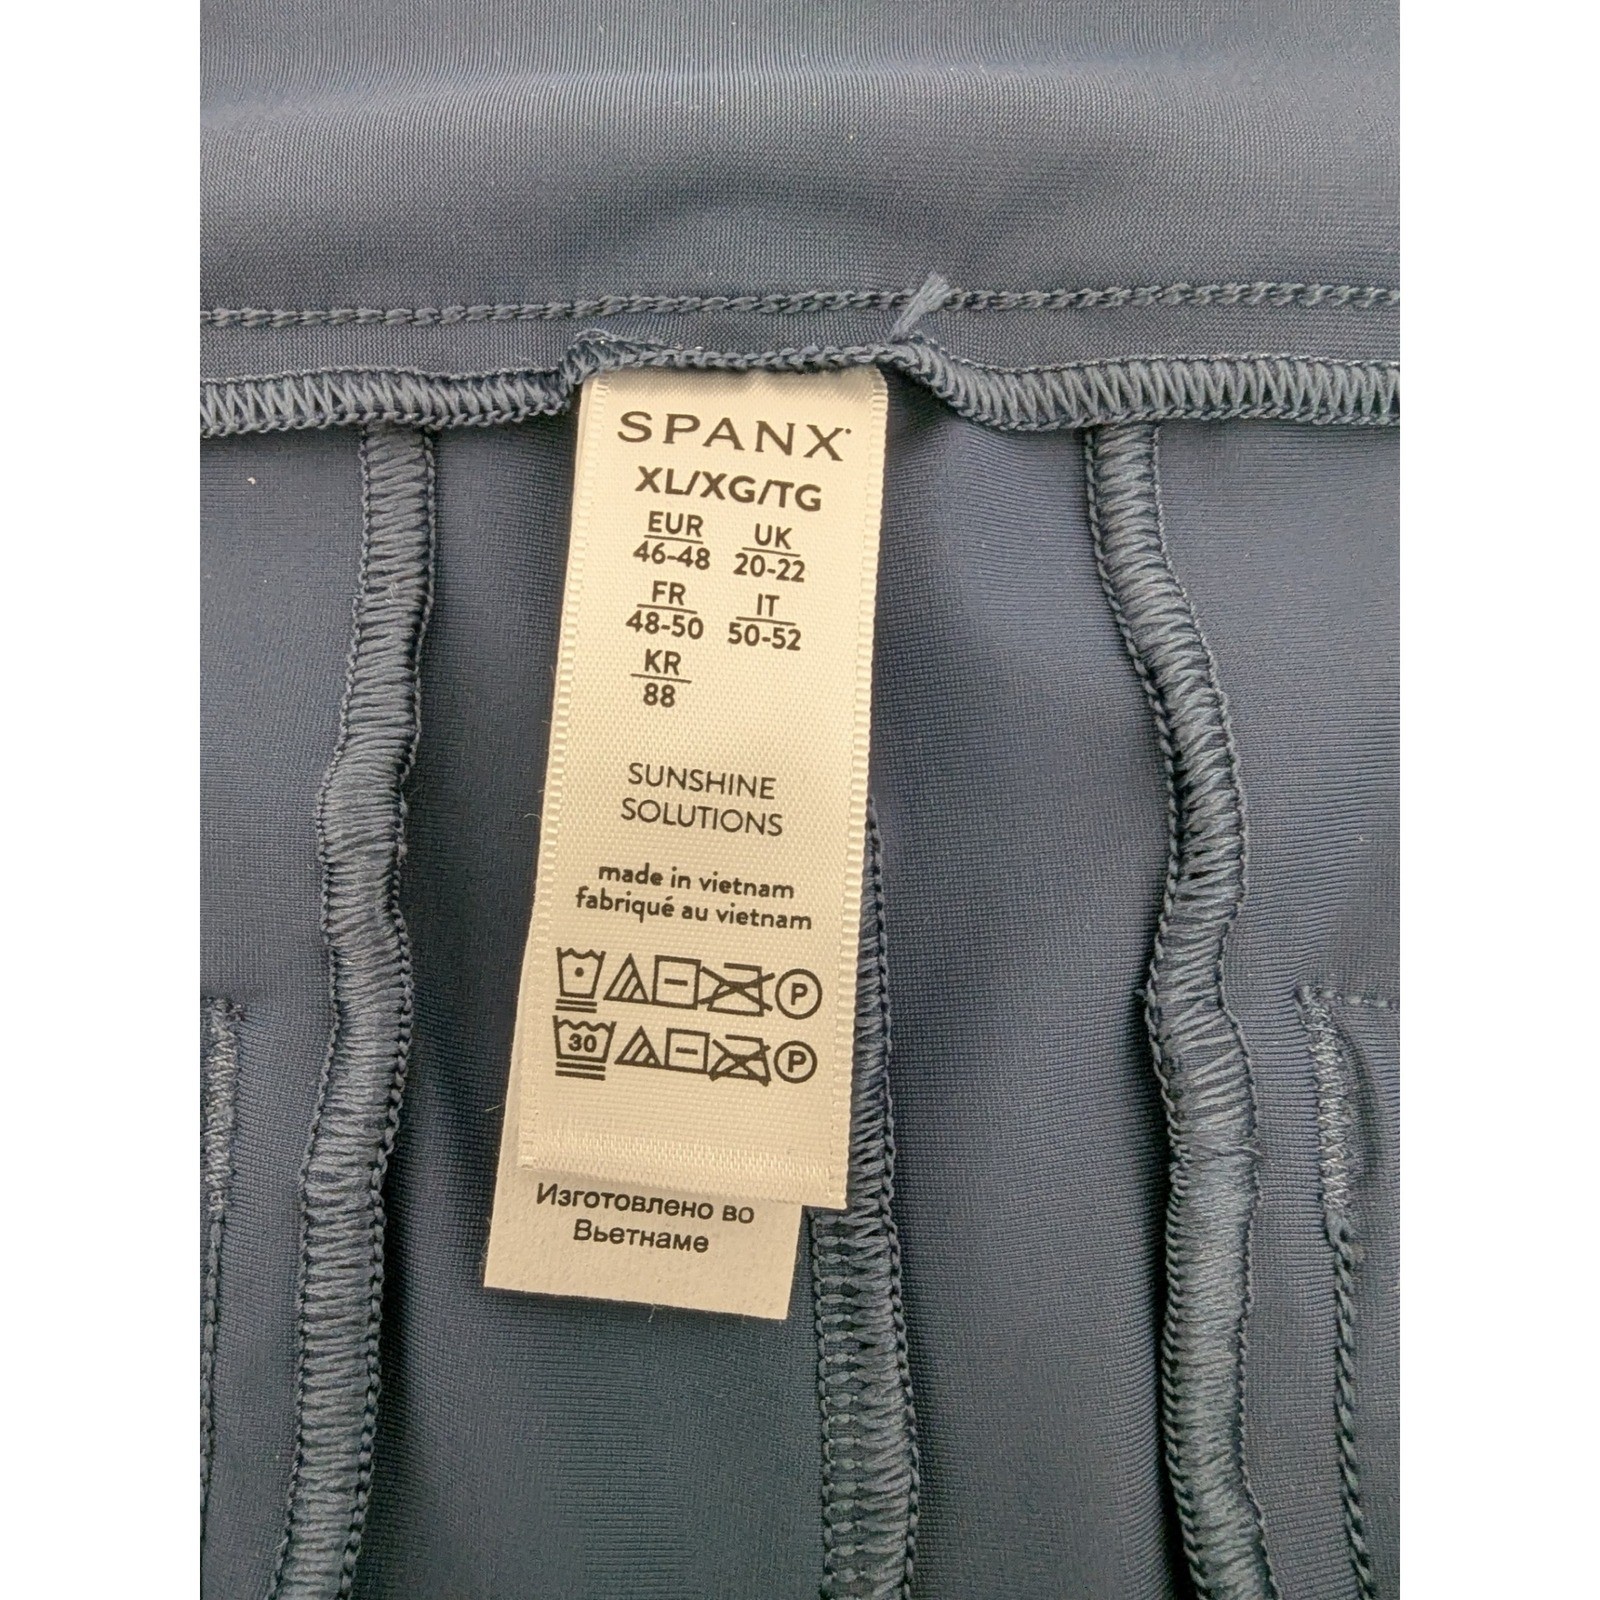 SPANX
XL/XG/TG
EUR UK
46-48 20-22
FR IT
48-50 50-52
KR
88
SUNSHINE
SOLUTIONS
made in vietnam
fabriqué au vietnam
P
30 P
Изготовлено во
Вьетнаме